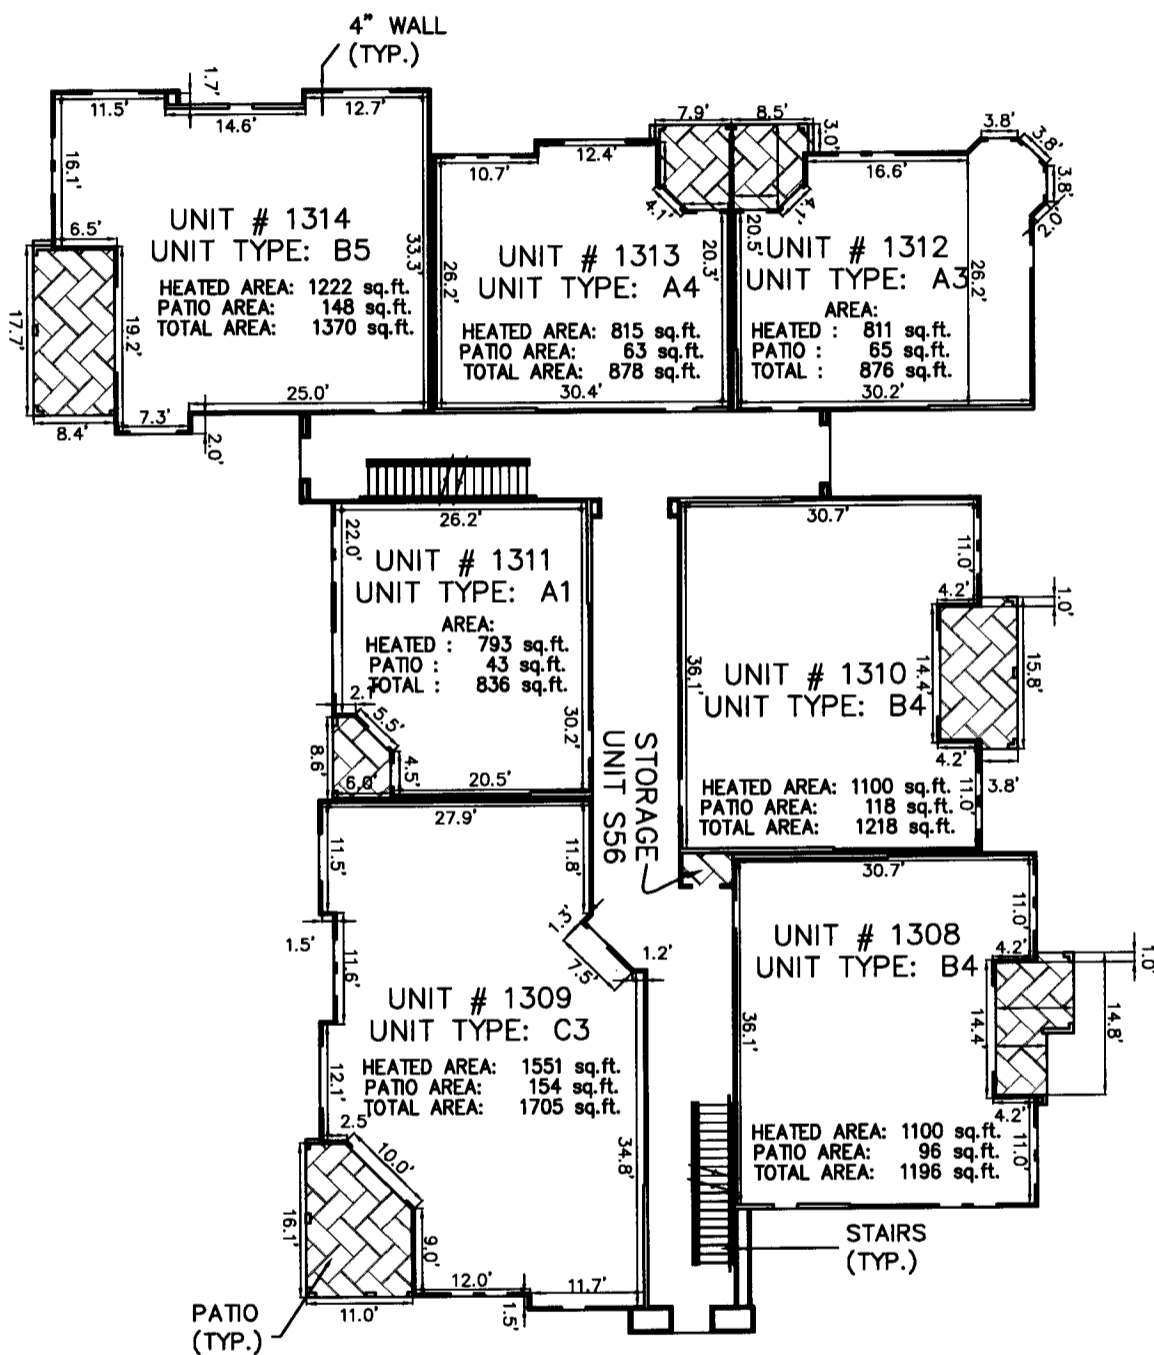 4” WALL
(TYP.)
1.7'
11.5'
14.6'
12.7'
16.1'
6.5'
UNIT # 1314
UNIT TYPE: B5
HEATED AREA: 1222 sq.ft.
PATIO AREA: 148 sq.ft.
TOTAL AREA: 1370 sq.ft.
33.3'
17.7'
19.2'
25.0'
7.3'
8.4'
2.0'
7.9'
8.5'
3.0'
12.4'
10.7'
4.1'
26.2'
UNIT # 1313
UNIT TYPE: A4
HEATED AREA: 815 sq.ft.
PATIO AREA: 63 sq.ft.
TOTAL AREA: 878 sq.ft.
20.3'
30.4'
3.8'
3.8'
3.8'
2.0'
16.6'
4.1'
20.5'
UNIT # 1312
UNIT TYPE: A3
AREA:
HEATED : 811 sq.ft.
PATIO : 65 sq.ft.
TOTAL : 876 sq.ft.
26.2'
30.2'
26.2'
22.0'
UNIT # 1311
UNIT TYPE: A1
AREA:
HEATED : 793 sq.ft.
PATIO : 43 sq.ft.
TOTAL : 836 sq.ft.
2.1'
5.5'
8.6'
6.0'
4.5'
20.5'
30.2'
30.7'
11.0'
4.2'
1.0'
36.1'
UNIT # 1310
UNIT TYPE: B4
14.4'
15.8'
4.2'
3.8'
11.0'
HEATED AREA: 1100 sq.ft.
PATIO AREA: 118 sq.ft.
TOTAL AREA: 1218 sq.ft.
STORAGE
UNIT S56
27.9'
11.5'
11.8'
1.3'
7.5'
1.2'
1.5'
11.6'
UNIT # 1309
UNIT TYPE: C3
HEATED AREA: 1551 sq.ft.
PATIO AREA: 154 sq.ft.
TOTAL AREA: 1705 sq.ft.
12.1'
2.5'
10.0'
34.8'
16.1'
9.0'
12.0'
11.7'
11.0'
1.5'
PATIO
(TYP.)
30.7'
11.0'
UNIT # 1308
UNIT TYPE: B4
4.2'
1.0'
36.1'
14.4'
14.8'
4.2'
11.0'
HEATED AREA: 1100 sq.ft.
PATIO AREA: 96 sq.ft.
TOTAL AREA: 1196 sq.ft.
STAIRS
(TYP.)